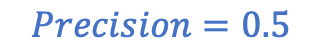 Precision = 0.5